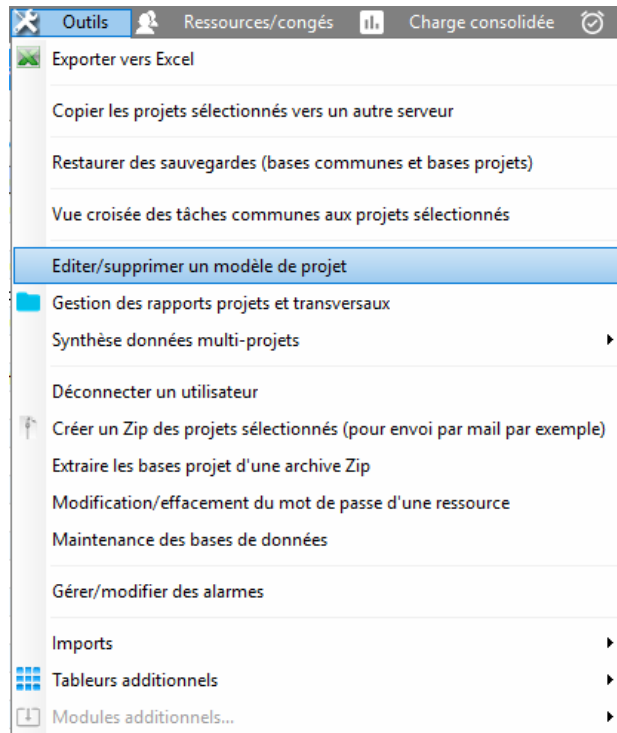 Outils Ressources/congés Charge consolidée
Exporter vers Excel
Copier les projets sélectionnés vers un autre serveur
Restaurer des sauvegardes (bases communes et bases projets)
Vue croisée des tâches communes aux projets sélectionnés
Editer/supprimer un modèle de projet
Gestion des rapports projets et transversaux
Synthèse données multi-projets
Déconnecter un utilisateur
Créer un Zip des projets sélectionnés (pour envoi par mail par exemple)
Extraire les bases projet d'une archive Zip
Modification/effacement du mot de passe d'une ressource
Maintenance des bases de données
Gérer/modifier des alarmes
Imports
Tableurs additionnels
Modules additionnels...